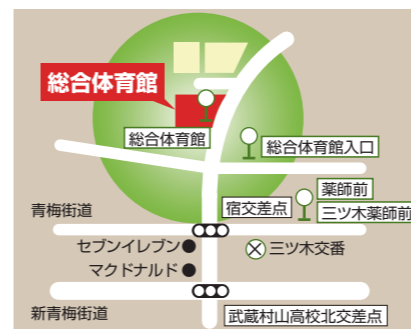 総合体育館
総合体育館
総合体育館入口
薬師前
宿交差点
三ツ木薬師前
青梅街道
セブンイレブン
三ツ木交番
マクドナルド
新青梅街道
武蔵村山高校北交差点